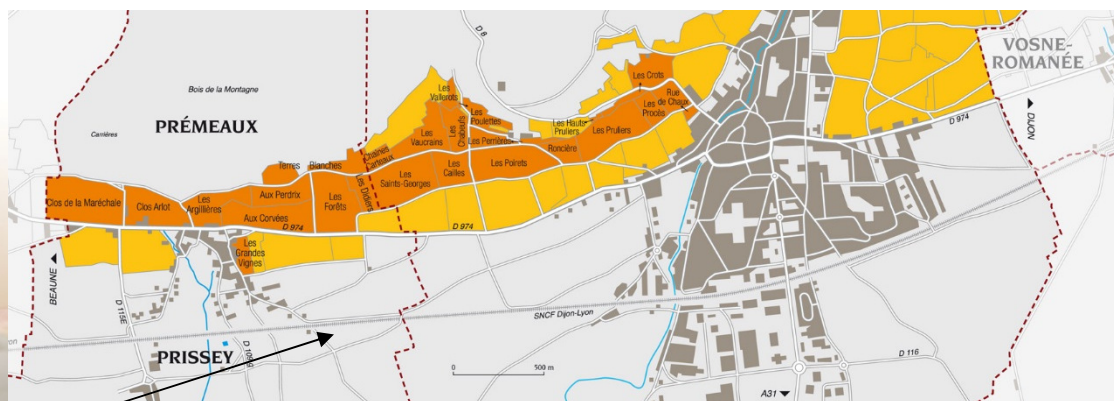 D 8
VOSNE-
ROMANÉE
DIJON
D 974
Bois de la Montagne
PRÉMEAUX
Carrières
Les
Vallerots
Les
Poulettes
Les
Chaboeufs
Les
Vaucrains
Chaines
Carteaux
Les Perrières
Les Hauts
Pruliers
Les Crots
Rue
de Chaux
Les
Procès
Les Pruliers
Roncière
Les Poirets
Les
Cailles
Les
Saints-Georges
Les Didiers
Terres Blanches
Aux Perdrix
Les
Forêts
Les
Argillières
Clos Arlot
Clos de la Maréchale
Aux Corvées
D 974
D 974
Les
Grandes
Vignes
BEAUNE
D 115E
PRISSEY
SNCF Dijon-Lyon
0 500 m
D 116
A31